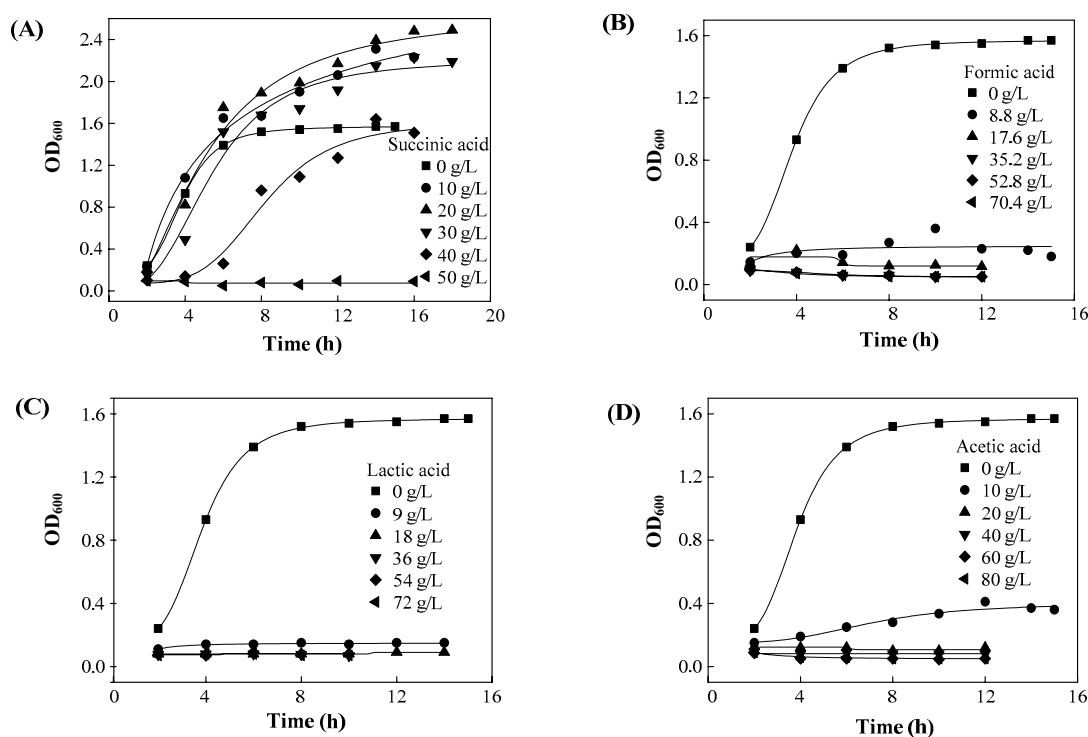 (A)
OD600
2.4
2.0
1.6
1.2
0.8
0.4
0.0
Succinic acid
0 g/L
10 g/L
20 g/L
30 g/L
40 g/L
50 g/L
0 4 8 12 16 20
Time (h)
(B)
OD600
1.6
1.2
0.8
0.4
0.0
Formic acid
0 g/L
8.8 g/L
17.6 g/L
35.2 g/L
52.8 g/L
70.4 g/L
0 4 8 12 16
Time (h)
(C)
OD600
1.6
1.2
0.8
0.4
0.0
Lactic acid
0 g/L
9 g/L
18 g/L
36 g/L
54 g/L
72 g/L
0 4 8 12 16
Time (h)
(D)
OD600
1.6
1.2
0.8
0.4
0.0
Acetic acid
0 g/L
10 g/L
20 g/L
40 g/L
60 g/L
80 g/L
0 4 8 12 16
Time (h)